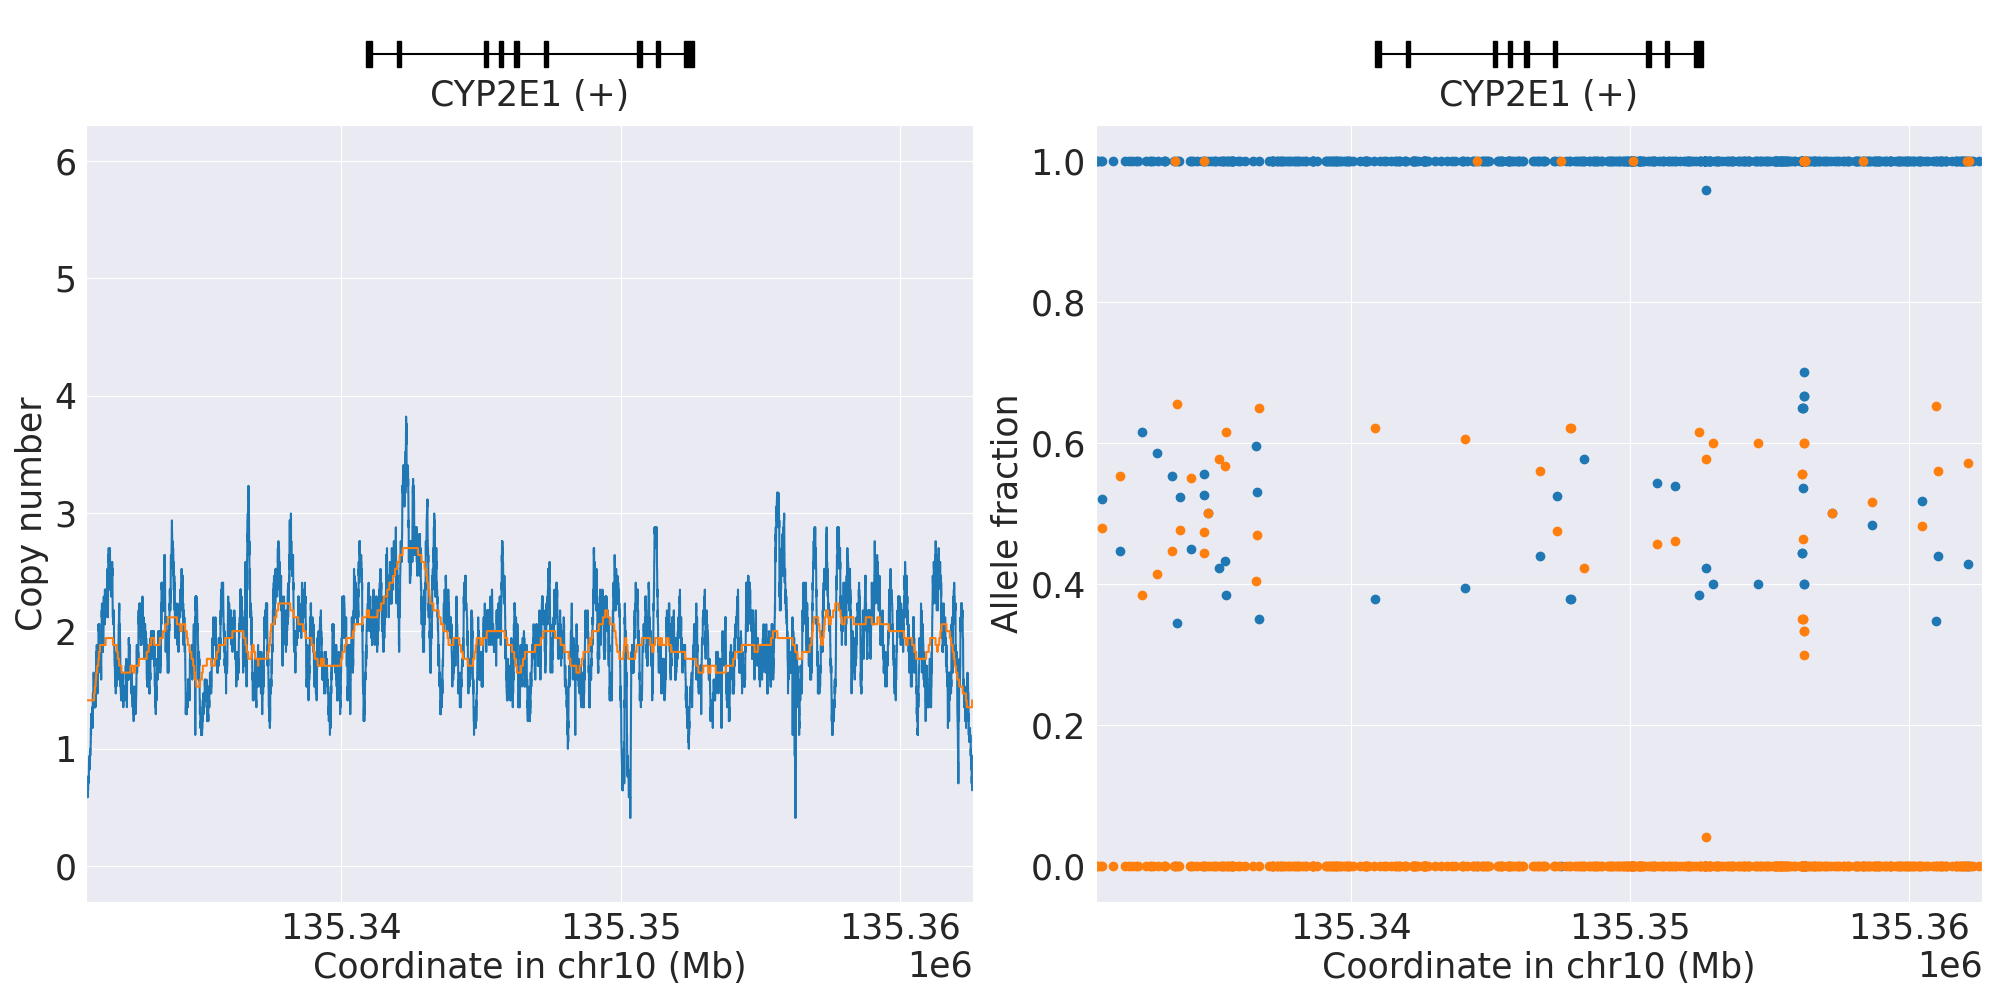 CYP2E1 (+)
6
5
4
3
2
1
0
Copy number
135.34 135.35 135.36
Coordinate in chr10 (Mb)
1e6
CYP2E1 (+)
1.0
0.8
0.6
0.4
0.2
0.0
Allele fraction
135.34 135.35 135.36
Coordinate in chr10 (Mb)
1e6